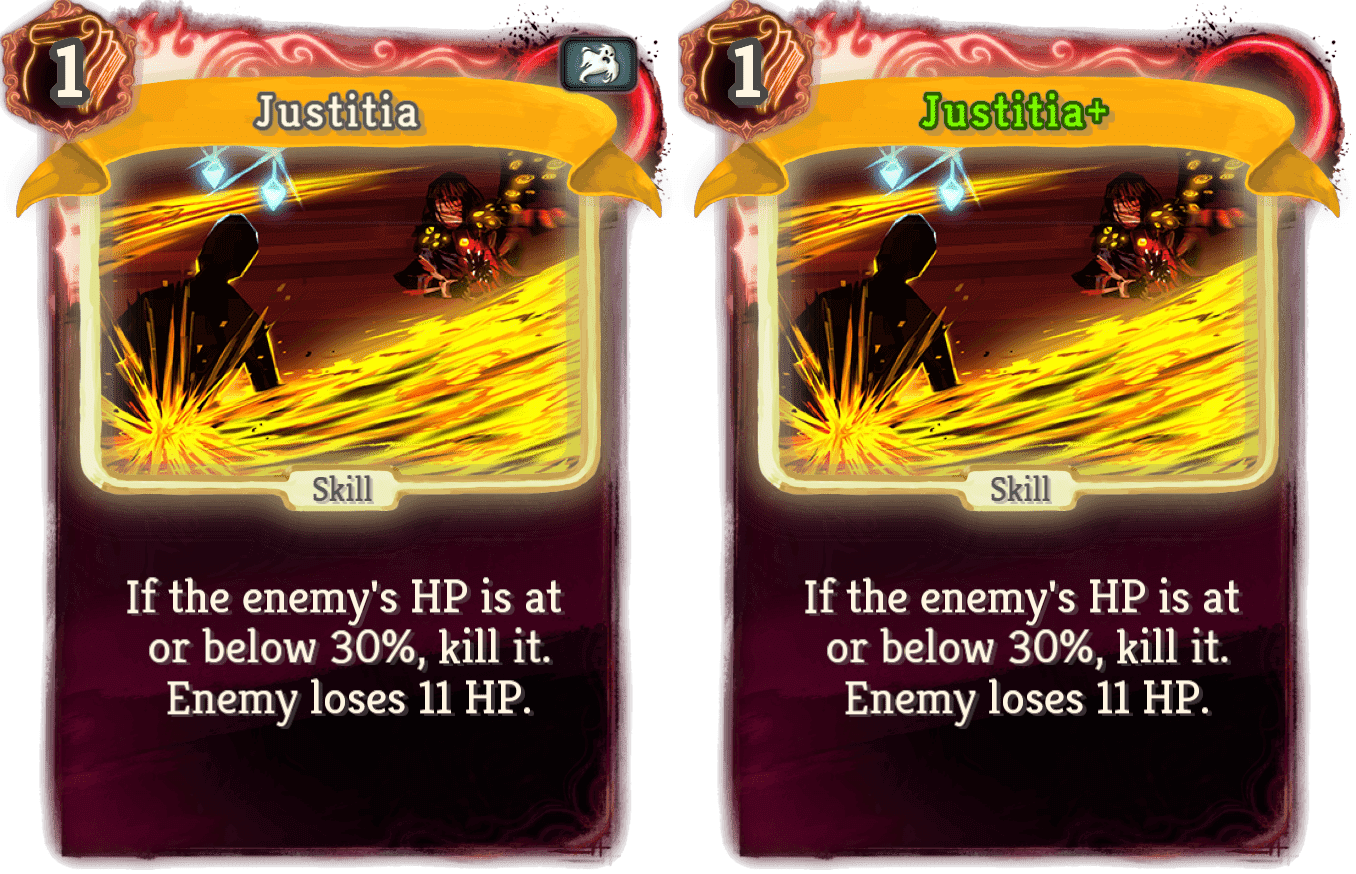 1
Justitia
Skill
If the enemy's HP is at
or below 30%, kill it.
Enemy loses 11 HP.
1
Justitia+
Skill
If the enemy's HP is at
or below 30%, kill it.
Enemy loses 11 HP.